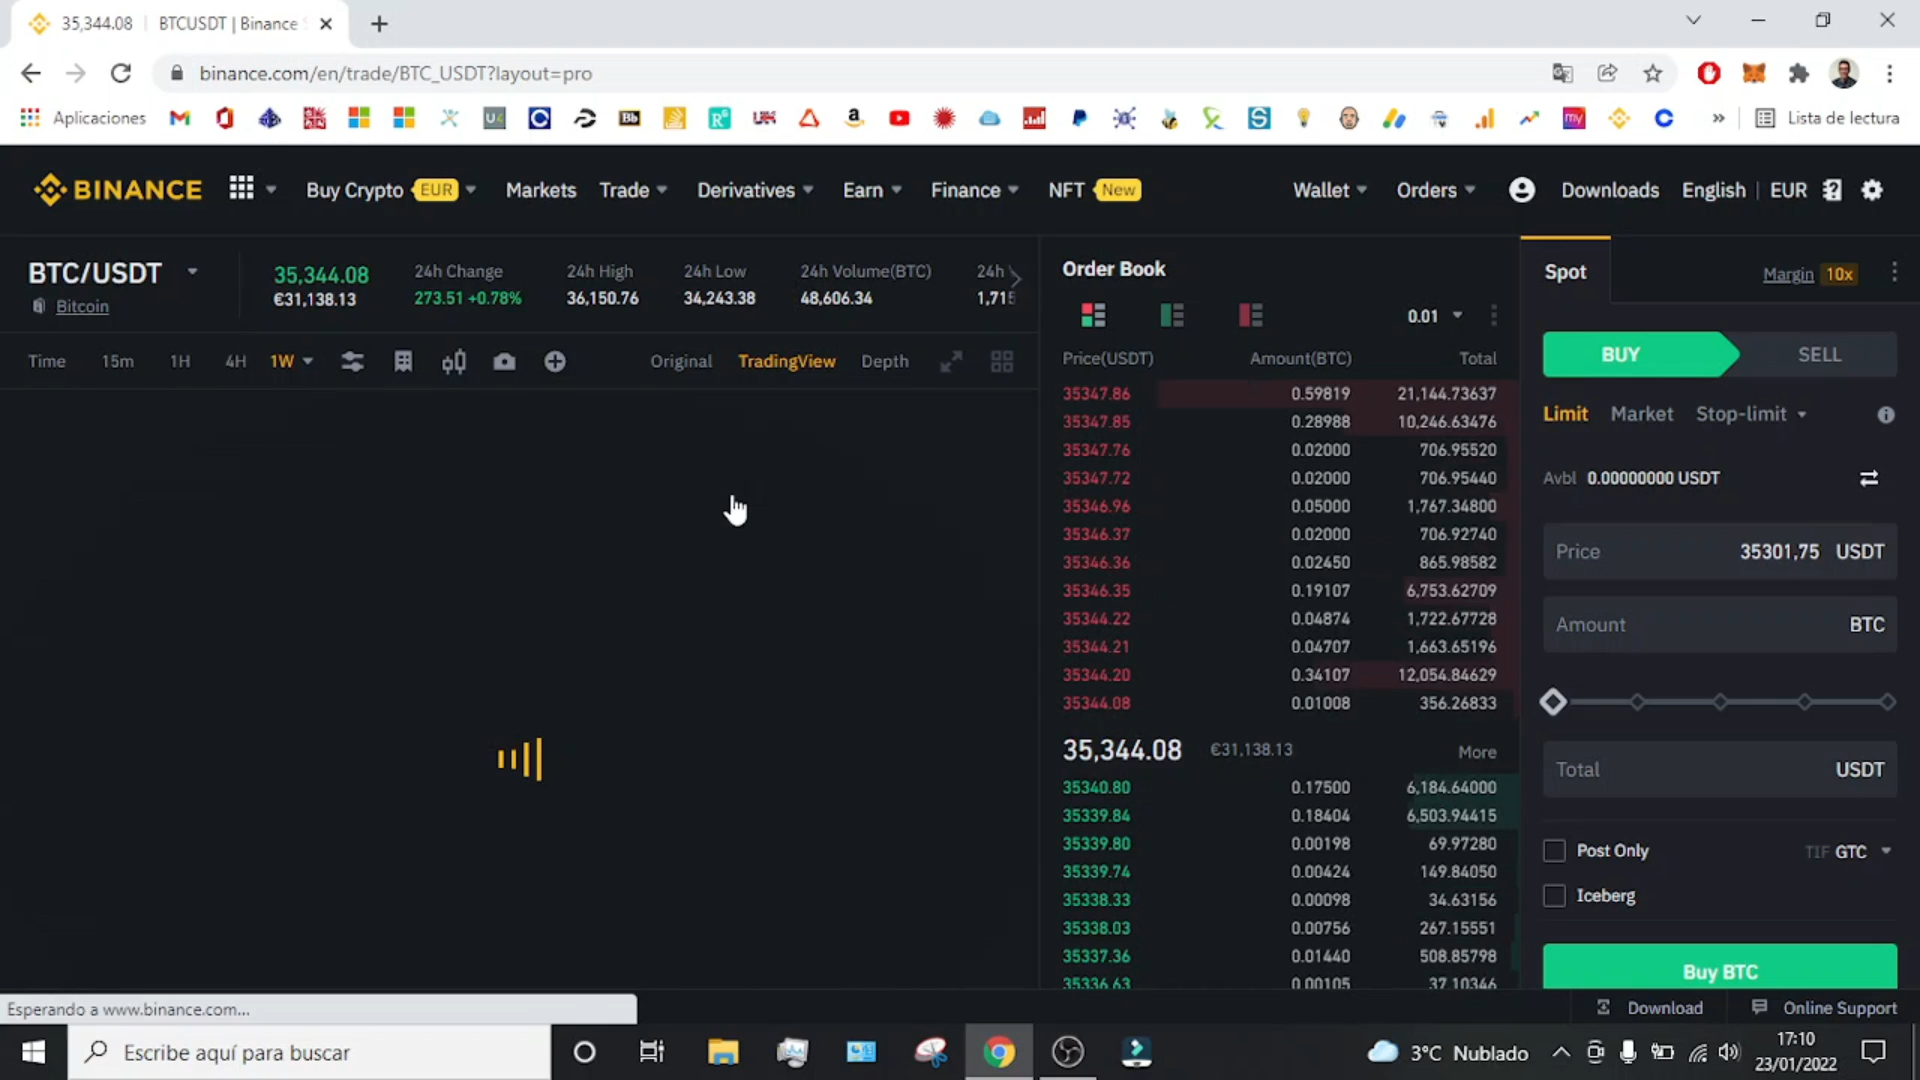 35,344.08 | BTCUSDT | Binance
binance.com/en/trade/BTC_USDT?layout=pro
Aplicaciones
Lista de lectura
BINANCE
Buy Crypto EUR
Markets
Trade
Derivatives
Earn
Finance
NFT New
Wallet
Orders
Downloads
English | EUR
BTC/USDT
Bitcoin
35,344.08
€31,138.13
24h Change
273.51 +0.78%
24h High
36,150.76
24h Low
34,243.38
24h Volume(BTC)
48,606.34
24h
1,715
Time 15m 1H 4H 1W
Original TradingView Depth
Order Book
0.01
Price(USDT) Amount(BTC) Total
35347.86 0.59819 21,144.73637
35347.85 0.28988 10,246.63476
35347.76 0.02000 706.95520
35347.72 0.02000 706.95440
35346.96 0.05000 1,767.34800
35346.37 0.02000 706.92740
35346.36 0.02450 865.98582
35346.35 0.19107 6,753.62709
35344.22 0.04874 1,722.67728
35344.21 0.04707 1,663.65196
35344.20 0.34107 12,054.84629
35344.08 0.01008 356.26833
35,344.08 €31,138.13 More
35340.80 0.17500 6,184.64000
35339.84 0.18404 6,503.94415
35339.80 0.00198 69.97280
35339.74 0.00424 149.84050
35338.33 0.00098 34.63156
35338.03 0.00756 267.15551
35337.36 0.01440 508.85798
35336.63 0.00105 37.10346
Spot
Margin 10x
BUY SELL
Limit Market Stop-limit
Avbl 0.00000000 USDT
Price 35301,75 USDT
Amount BTC
Total USDT
Post Only
TIF GTC
Iceberg
Buy BTC
Esperando a www.binance.com...
Download
Online Support
Escribe aquí para buscar
3°C Nublado
17:10
23/01/2022